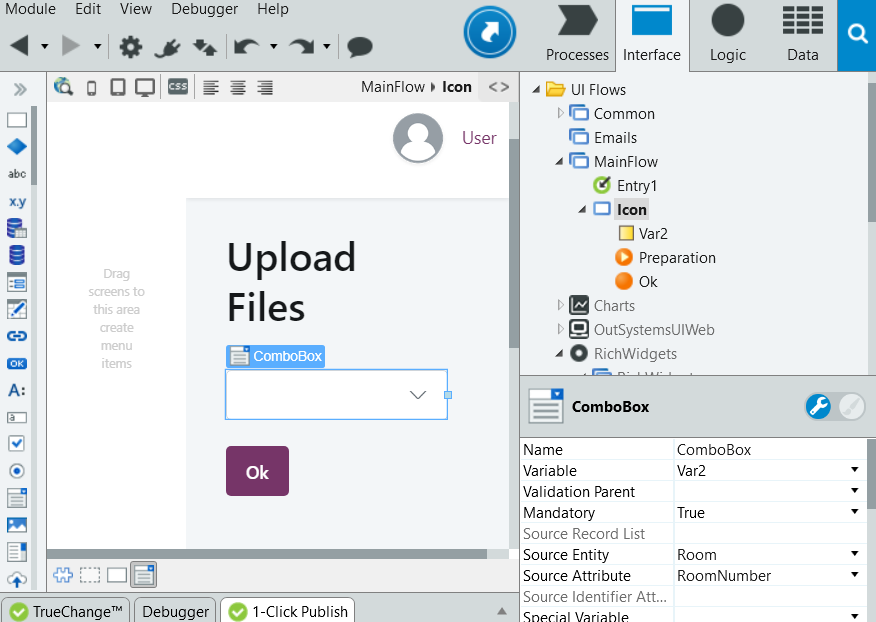 Module Edit View Debugger Help
Processes Interface Logic Data
CSS MainFlow Icon <>
abc
x.y
OK
A:
a
User
Drag
screens to
this area
create
menu
items
Upload
Files
ComboBox
Ok
UI Flows
Common
Emails
MainFlow
Entry1
Icon
Var2
Preparation
Ok
Charts
OutSystemsUIWeb
RichWidgets
ComboBox
Name ComboBox
Variable Var2
Validation Parent
Mandatory True
Source Record List
Source Entity Room
Source Attribute RoomNumber
Source Identifier Att...
Special Variable
TrueChange™ Debugger 1-Click Publish